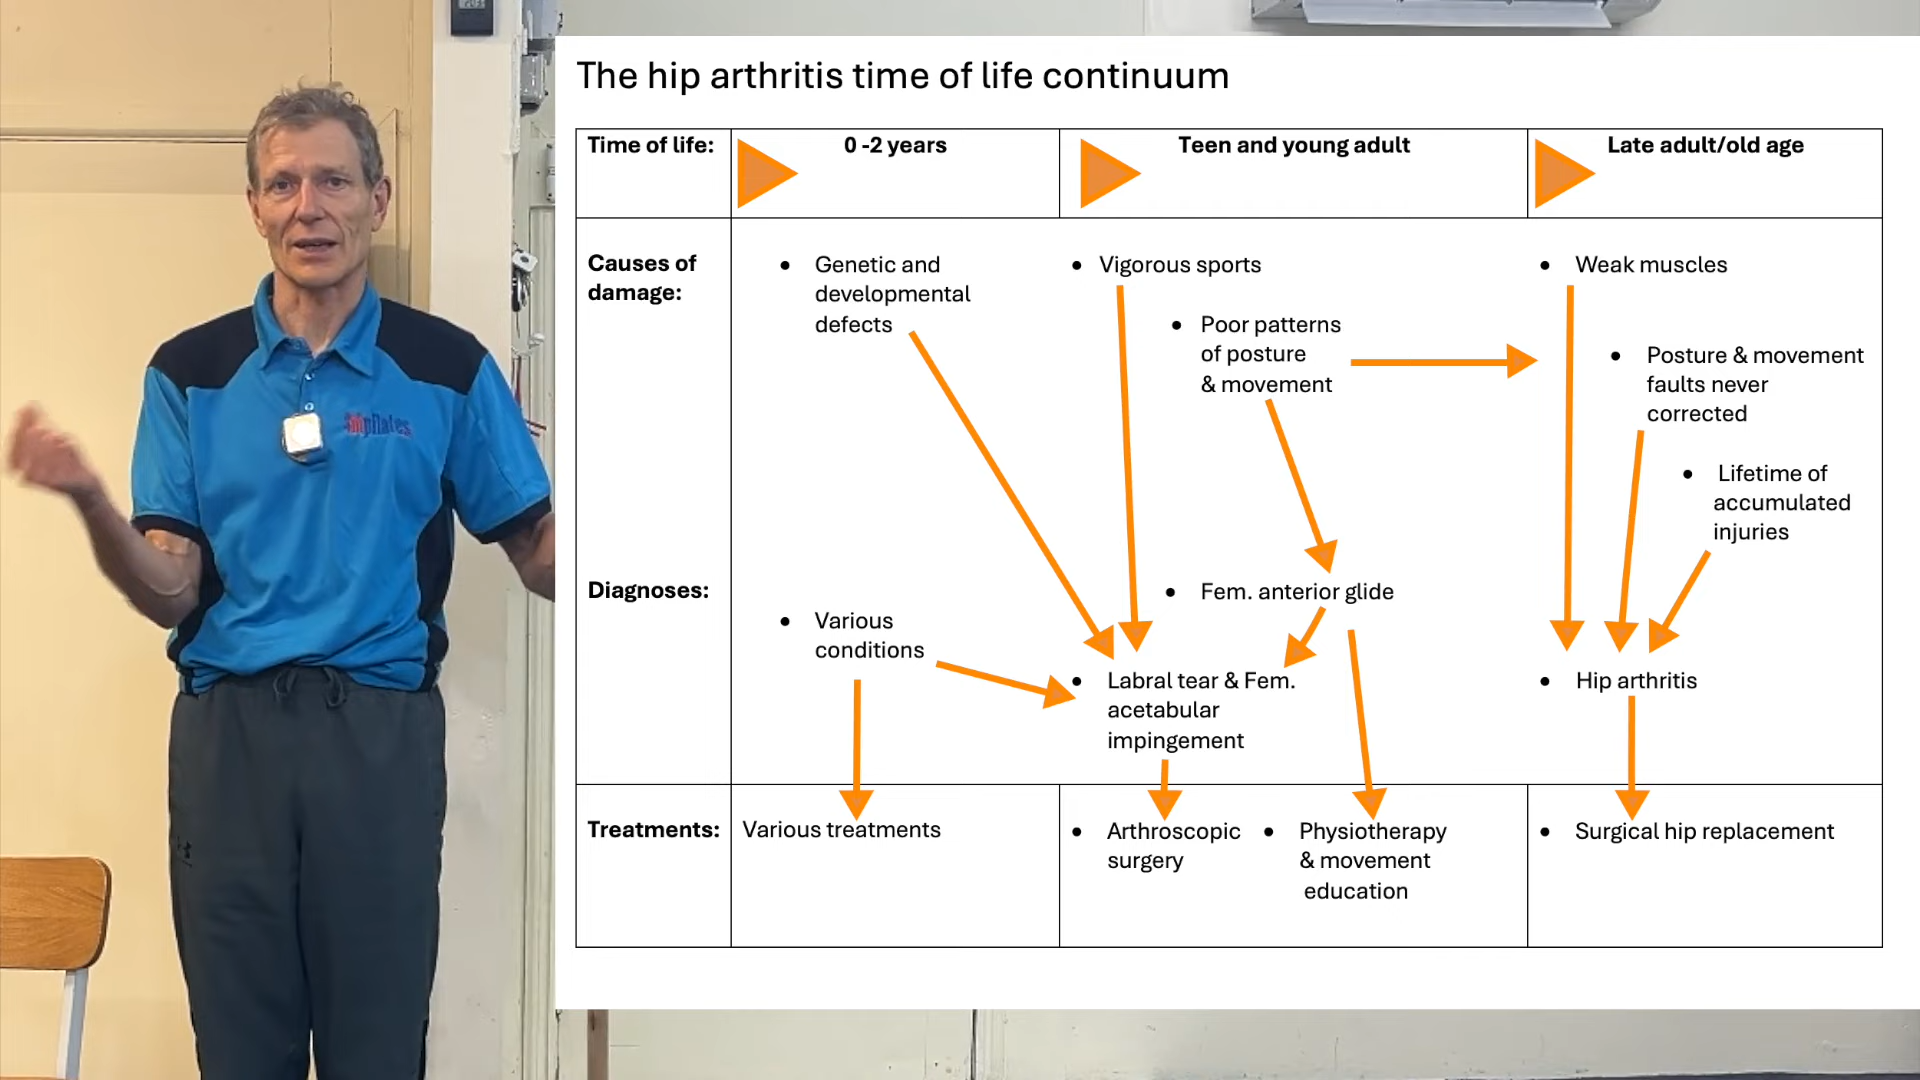 The hip arthritis time of life continuum
Time of life:
0 -2 years
Teen and young adult
Late adult/old age
Causes of
damage:
Genetic and
developmental
defects
Vigorous sports
Poor patterns
of posture
& movement
Weak muscles
Posture & movement
faults never
corrected
Lifetime of
accumulated
injuries
Diagnoses:
Various
conditions
Fem. anterior glide
Labral tear & Fem.
acetabular
impingement
Hip arthritis
Treatments:
Various treatments
Arthroscopic
surgery
Physiotherapy
& movement
education
Surgical hip replacement